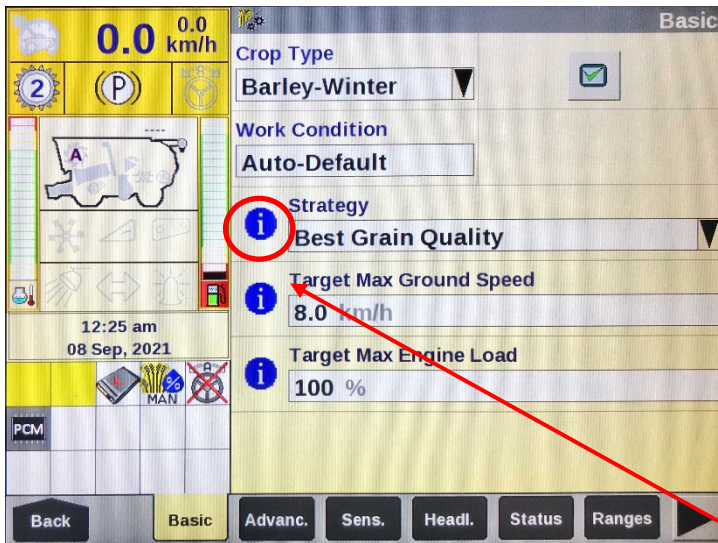 0.0
0.0
km/h
2
(P)
A
12:25 am
08 Sep, 2021
MAN
PCM
Basic
Crop Type
Barley-Winter
Work Condition
Auto-Default
i
Strategy
Best Grain Quality
i
Target Max Ground Speed
8.0 km/h
i
Target Max Engine Load
100 %
Back
Basic
Advanc.
Sens.
Headl.
Status
Ranges